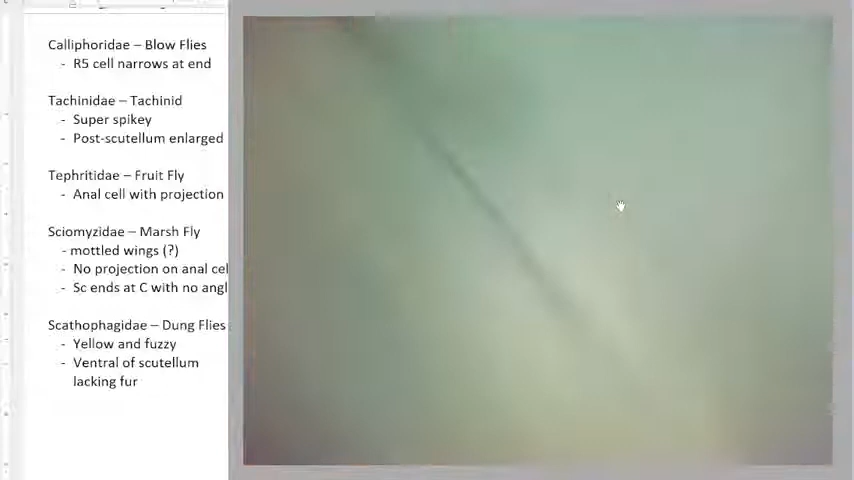 Calliphoridae – Blow Flies
- R5 cell narrows at end
Tachinidae – Tachinid
- Super spikey
- Post-scutellum enlarged
Tephritidae – Fruit Fly
- Anal cell with projection
Sciomyzidae – Marsh Fly
- mottled wings (?)
- No projection on anal cel
- Sc ends at C with no angl
Scathophagidae – Dung Flies
- Yellow and fuzzy
- Ventral of scutellum
lacking fur